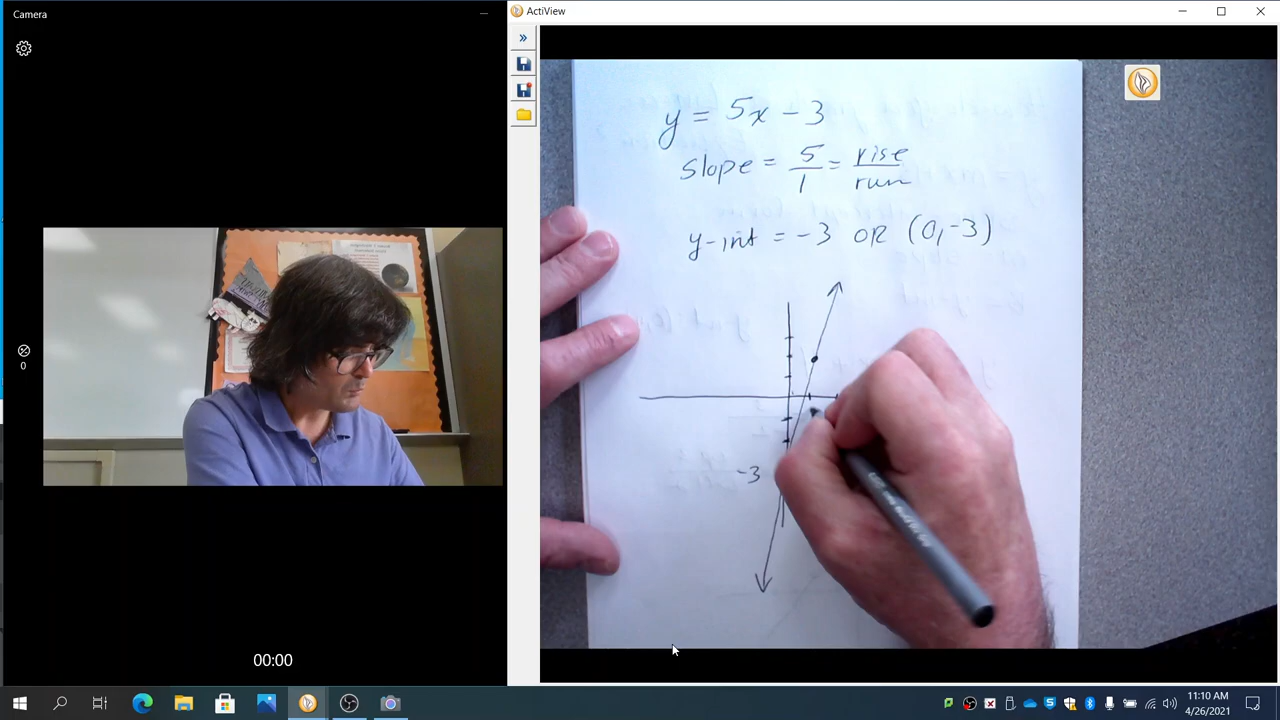 Camera
ActiView
y = 5x - 3
slope = 5/1 = rise/run
y-int = -3 OR (0,-3)
-3
0
00:00
11:10 AM
4/26/2021